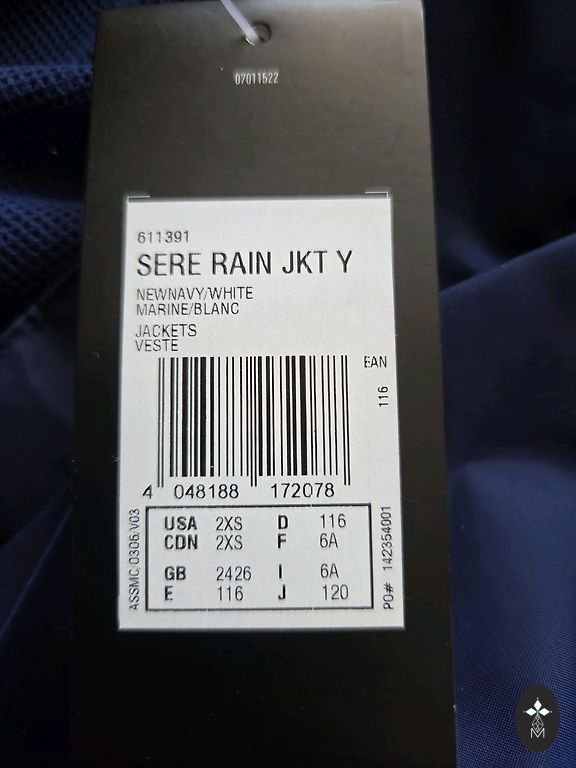 07011522
611391
SERE RAIN JKT Y
NEWNAVY/WHITE
MARINE/BLANC
JACKETS
VESTE
EAN
116
4 048188 172078
ASSMC/0306/V03
USA 2XS D 116
CDN 2XS F 6A
GB 2426 I 6A
E 116 J 120
PO# 142354001
M